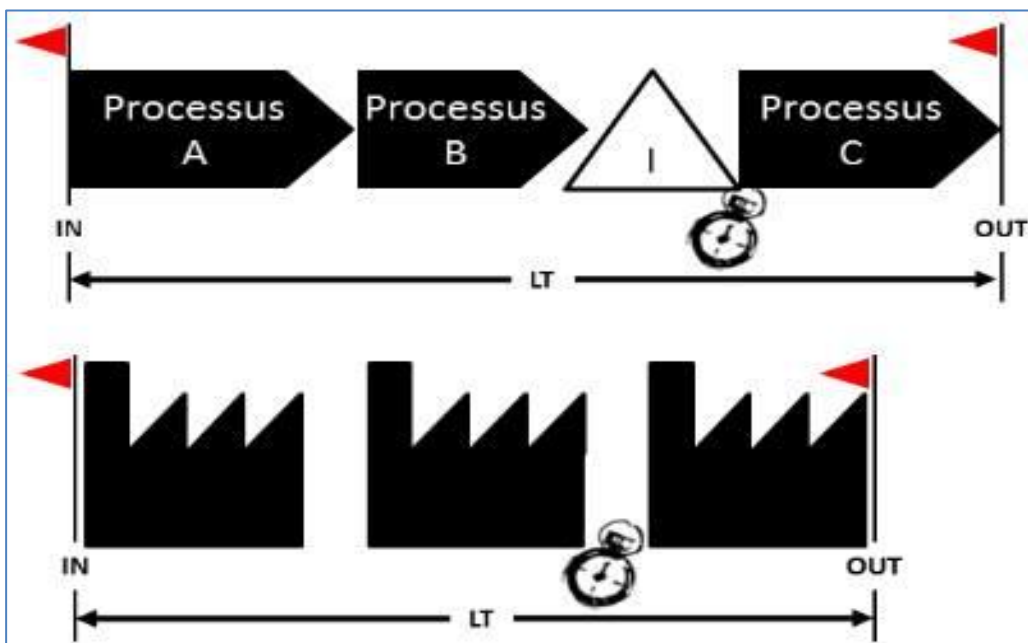 Processus
A
Processus
B
I
Processus
C
IN
OUT
LT
IN
OUT
LT